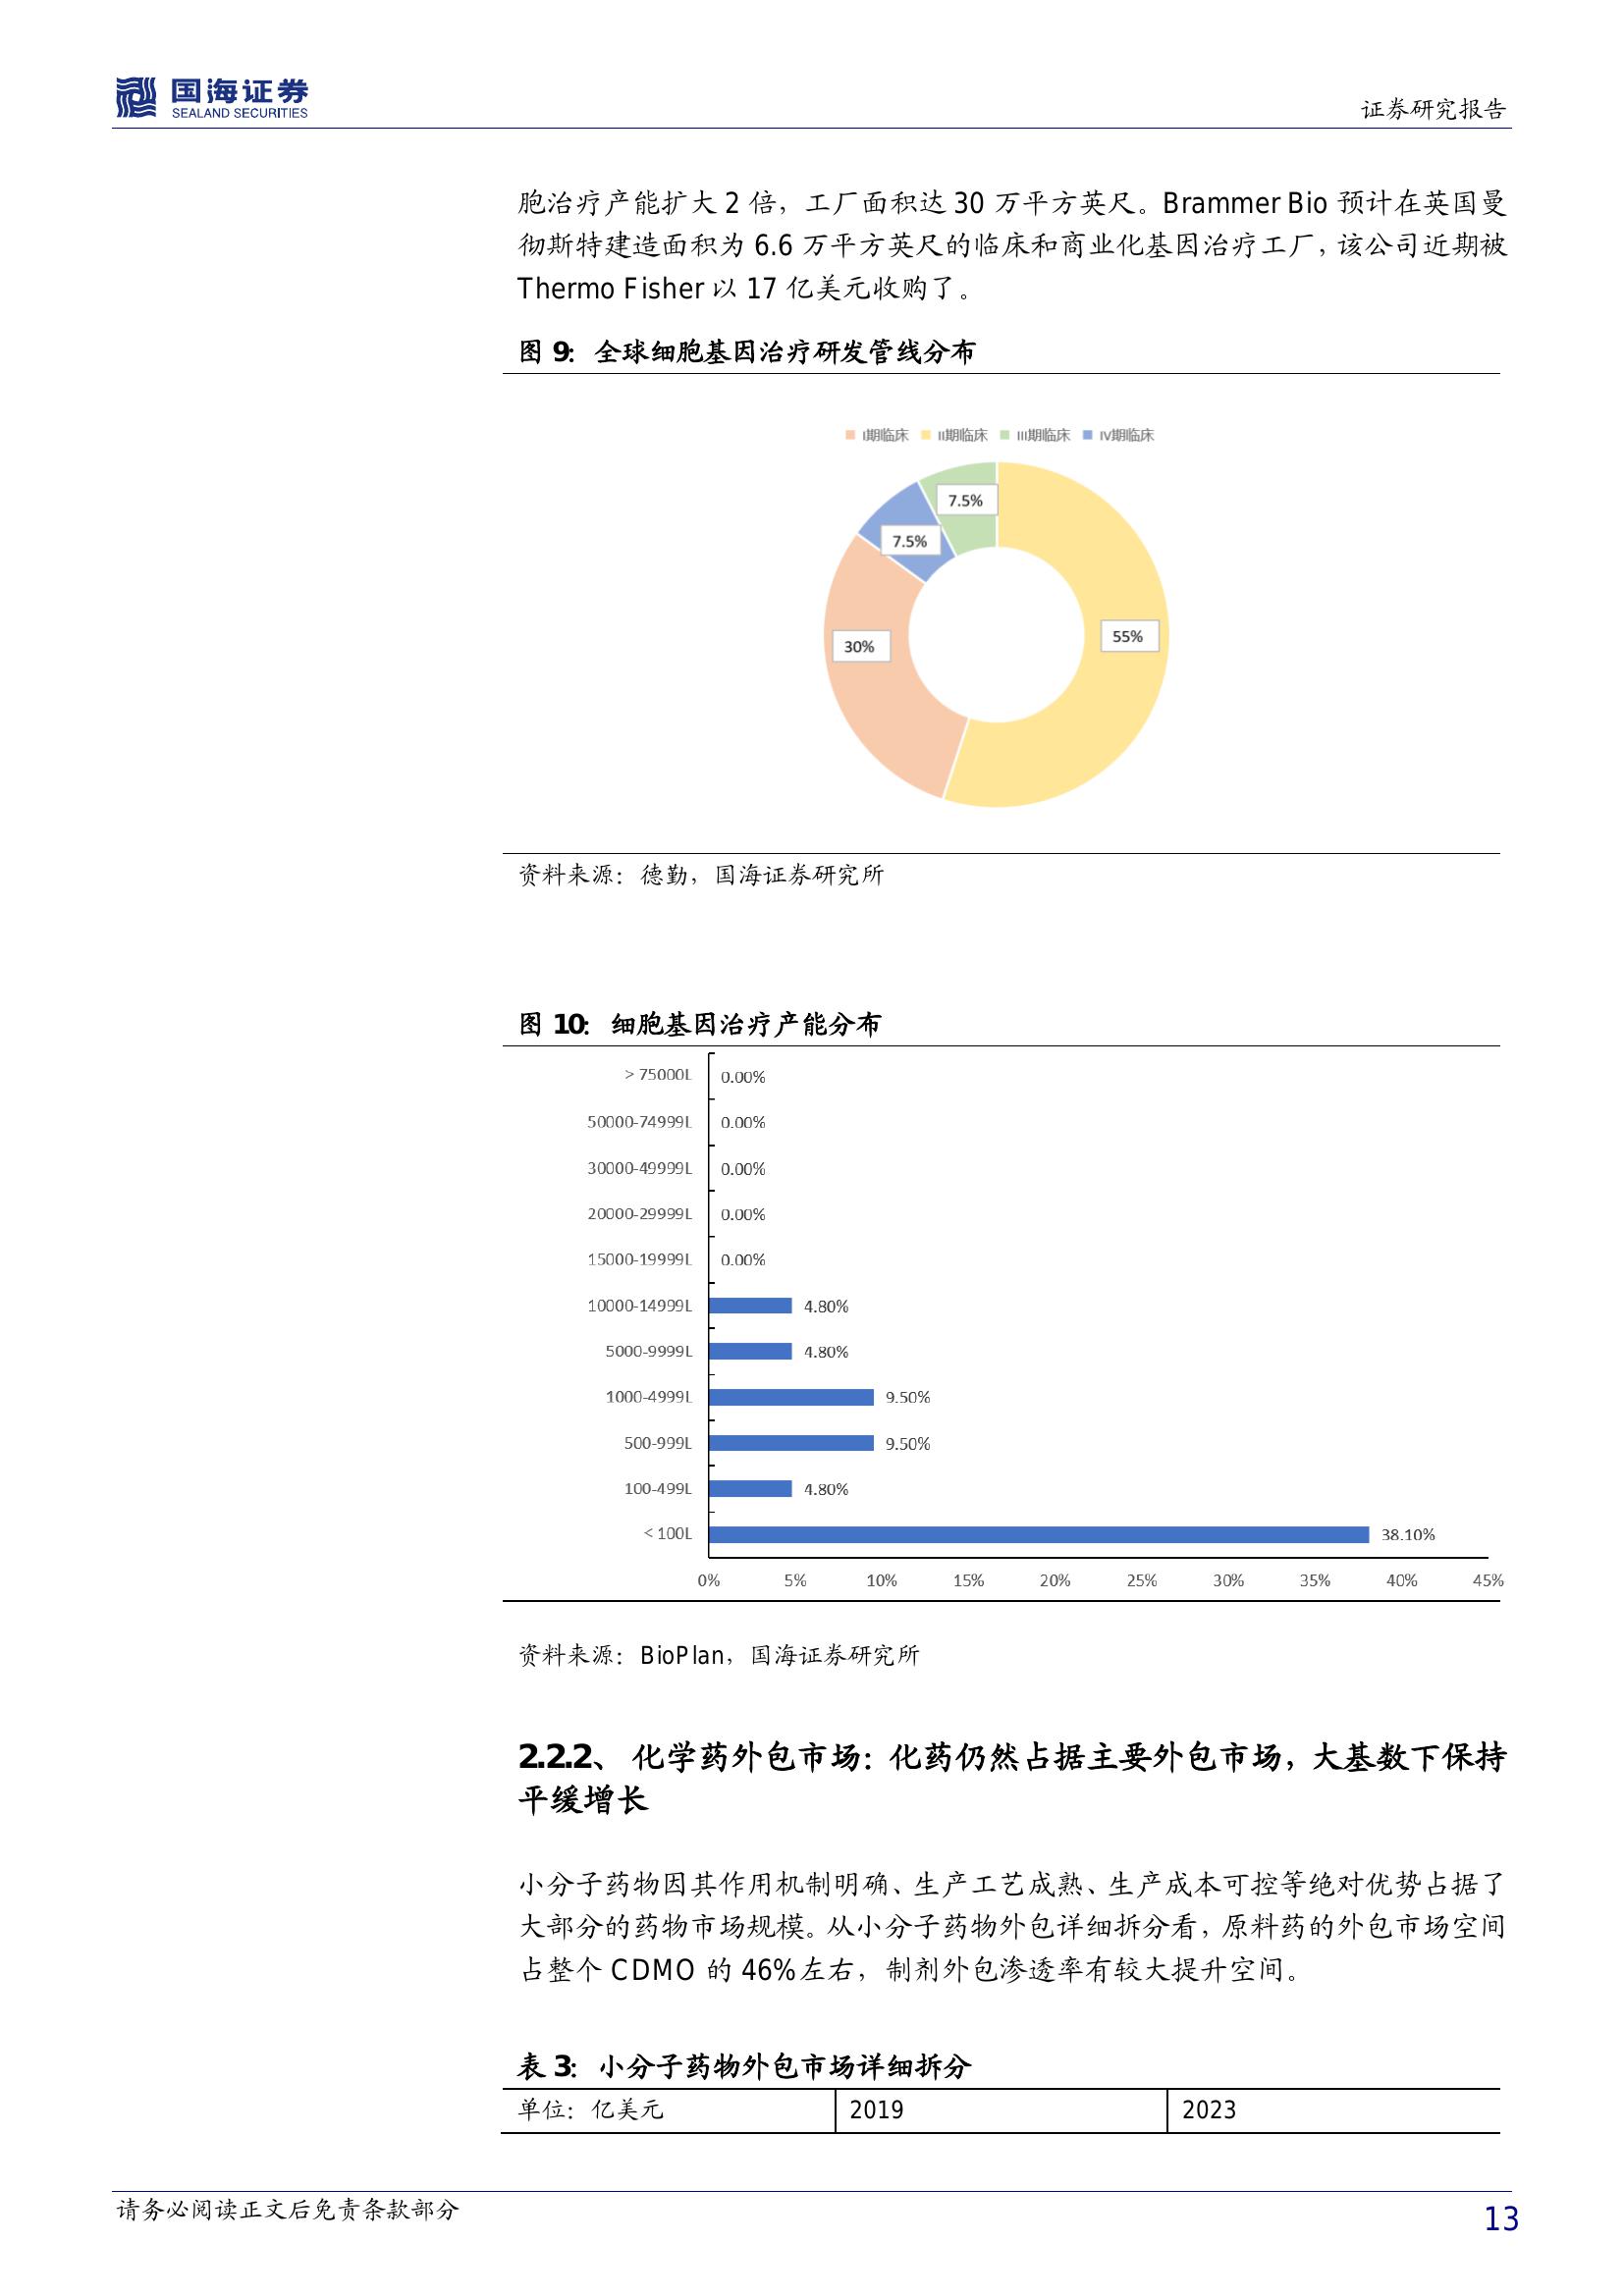 国海证券
SEALAND SECURITIES
证券研究报告
胞治疗产能扩大 2 倍，工厂面积达 30 万平方英尺。Brammer Bio 预计在英国曼
彻斯特建造面积为 6.6 万平方英尺的临床和商业化基因治疗工厂，该公司近期被
Thermo Fisher 以 17 亿美元收购了。
图 9：全球细胞基因治疗研发管线分布
I期临床 II期临床 III期临床 IV期临床
7.5%
7.5%
55%
30%
资料来源：德勤，国海证券研究所
图 10：细胞基因治疗产能分布
> 75000L 0.00%
50000-74999L 0.00%
30000-49999L 0.00%
20000-29999L 0.00%
15000-19999L 0.00%
10000-14999L 4.80%
5000-9999L 4.80%
1000-4999L 9.50%
500-999L 9.50%
100-499L 4.80%
< 100L 38.10%
0% 5% 10% 15% 20% 25% 30% 35% 40% 45%
资料来源：BioPlan，国海证券研究所
2.2.2、 化学药外包市场：化药仍然占据主要外包市场，大基数下保持
平缓增长
小分子药物因其作用机制明确、生产工艺成熟、生产成本可控等绝对优势占据了
大部分的药物市场规模。从小分子药物外包详细拆分看，原料药的外包市场空间
占整个 CDMO 的 46%左右，制剂外包渗透率有较大提升空间。
表 3：小分子药物外包市场详细拆分
单位：亿美元 2019 2023
请务必阅读正文后免责条款部分
13